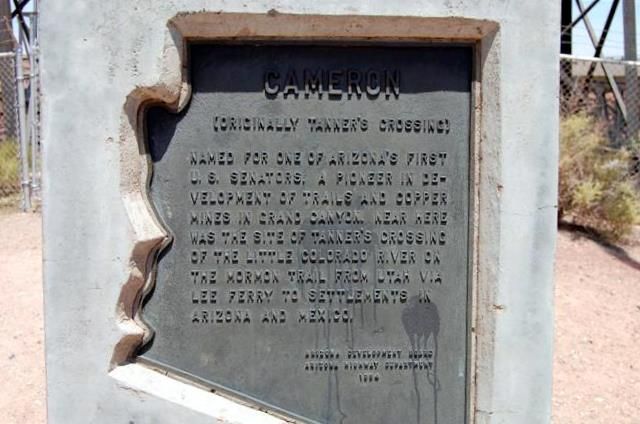 CAMERON
(ORIGINALLY TANNER'S CROSSING)
NAMED FOR ONE OF ARIZONA'S FIRST
U.S. SENATORS; A PIONEER IN DE-
VELOPMENT OF TRAILS AND COPPER
MINES IN GRAND CANYON. NEAR HERE
WAS THE SITE OF TANNER'S CROSSING
OF THE LITTLE COLORADO RIVER ON
THE MORMON TRAIL FROM UTAH VIA
LEE FERRY TO SETTLEMENTS IN
ARIZONA AND MEXICO.
ARIZONA DEVELOPMENT BOARD
ARIZONA HIGHWAY DEPARTMENT
1964